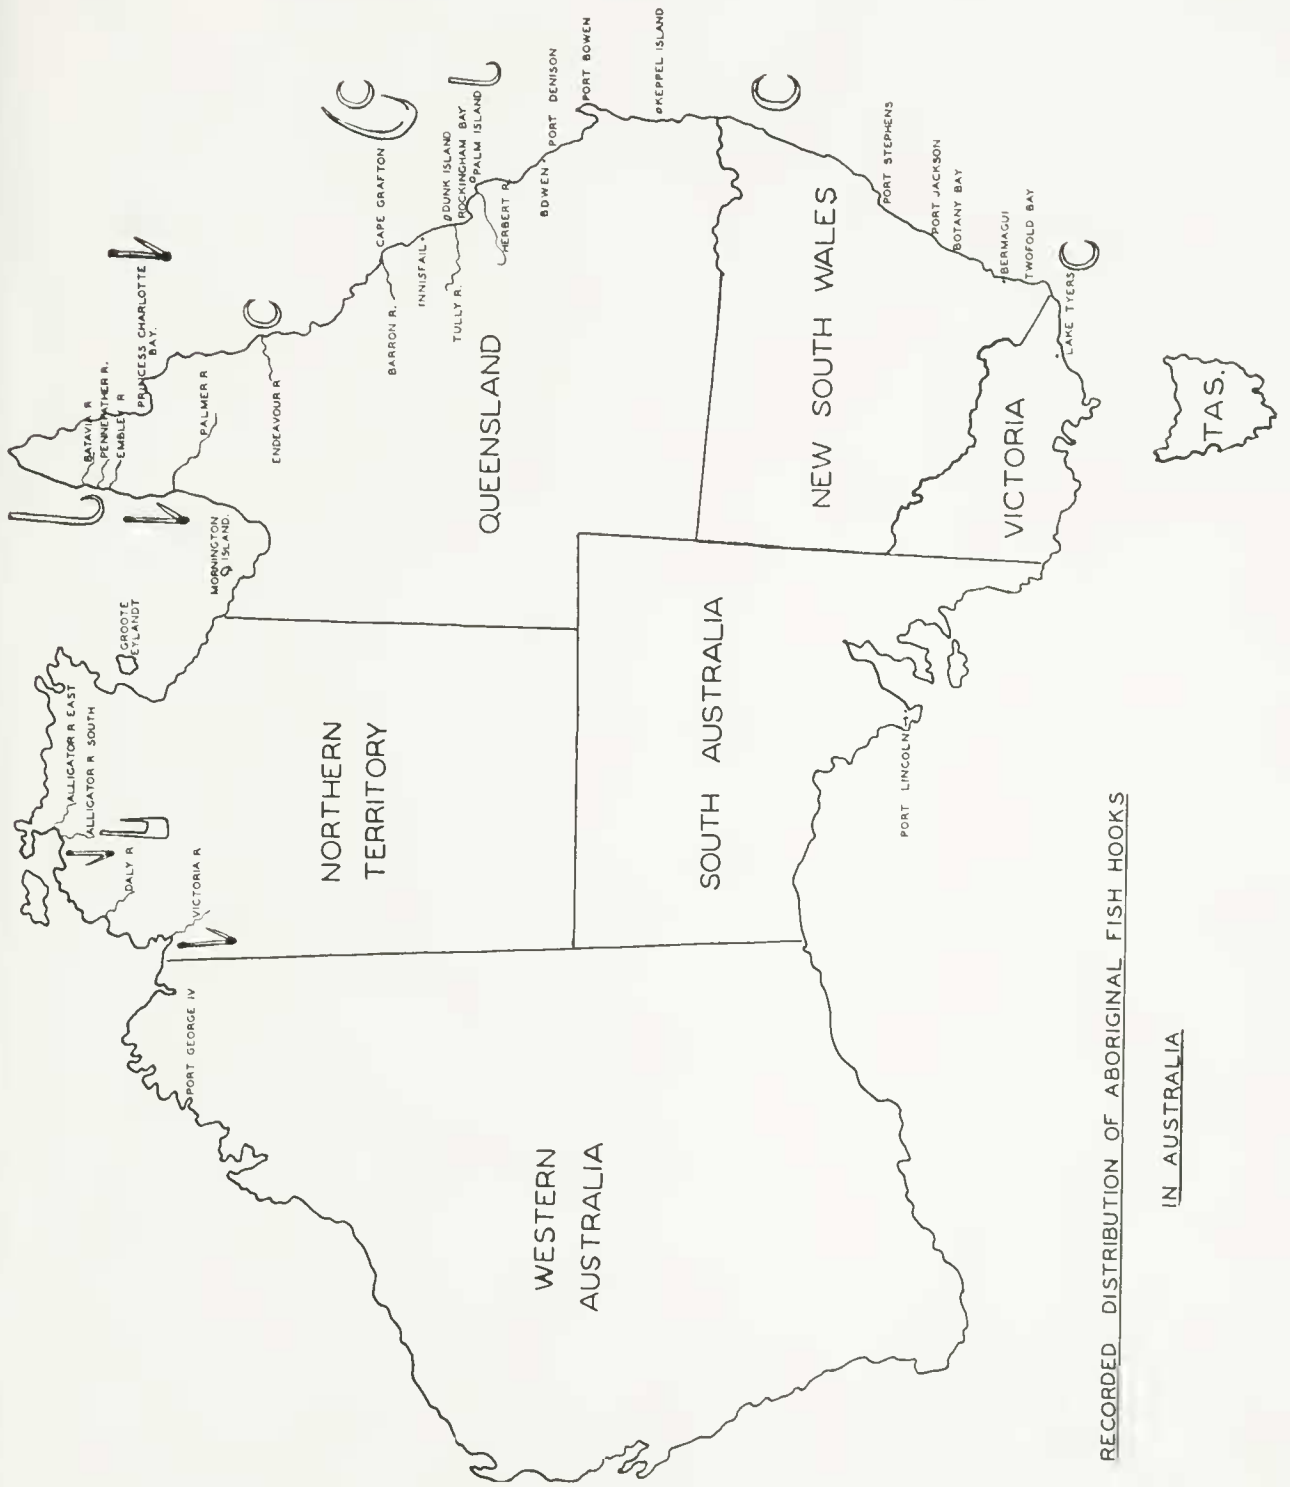 PORT GEORGE IV
VICTORIA R
DALY R
ALLIGATOR R SOUTH
ALLIGATOR R EAST
GROOTE
EYLANDT
MORNINGTON
ISLAND.
BATAVIA R
PENNEFATHER R.
EMBLEY R
PRINCESS CHARLOTTE
BAY.
PALMER R
ENDEAVOUR R
CAPE GRAFTON
BARRON R.
INNISFAIL
DUNK ISLAND
ROCKINGHAM BAY
PALM ISLAND
TULLY R.
HERBERT R.
BOWEN
PORT DENISON
PORT BOWEN
KEPPEL ISLAND
NORTHERN
TERRITORY
QUEENSLAND
WESTERN
AUSTRALIA
SOUTH AUSTRALIA
NEW SOUTH WALES
PORT STEPHENS
PORT JACKSON
BOTANY BAY
BERMAGUI
TWOFOLD BAY
LAKE TYERS
VICTORIA
PORT LINCOLN
TAS.
RECORDED DISTRIBUTION OF ABORIGINAL FISH HOOKS
IN AUSTRALIA